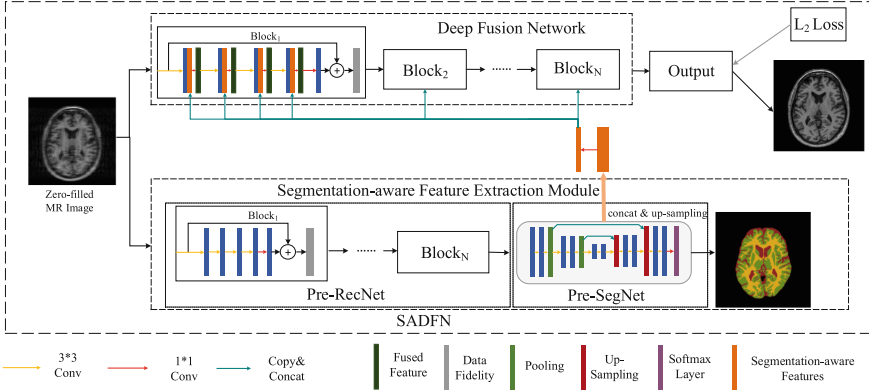 Deep Fusion Network
L₂ Loss
Block₁
Block₂
......
Block_N
Output
Zero-filled
MR Image
Segmentation-aware Feature Extraction Module
concat & up-sampling
Block₁
......
Block_N
Pre-RecNet
Pre-SegNet
SADFN
3*3
Conv
1*1
Conv
Copy&
Concat
Fused
Feature
Data
Fidelity
Pooling
Up-
Sampling
Softmax
Layer
Segmentation-aware
Features